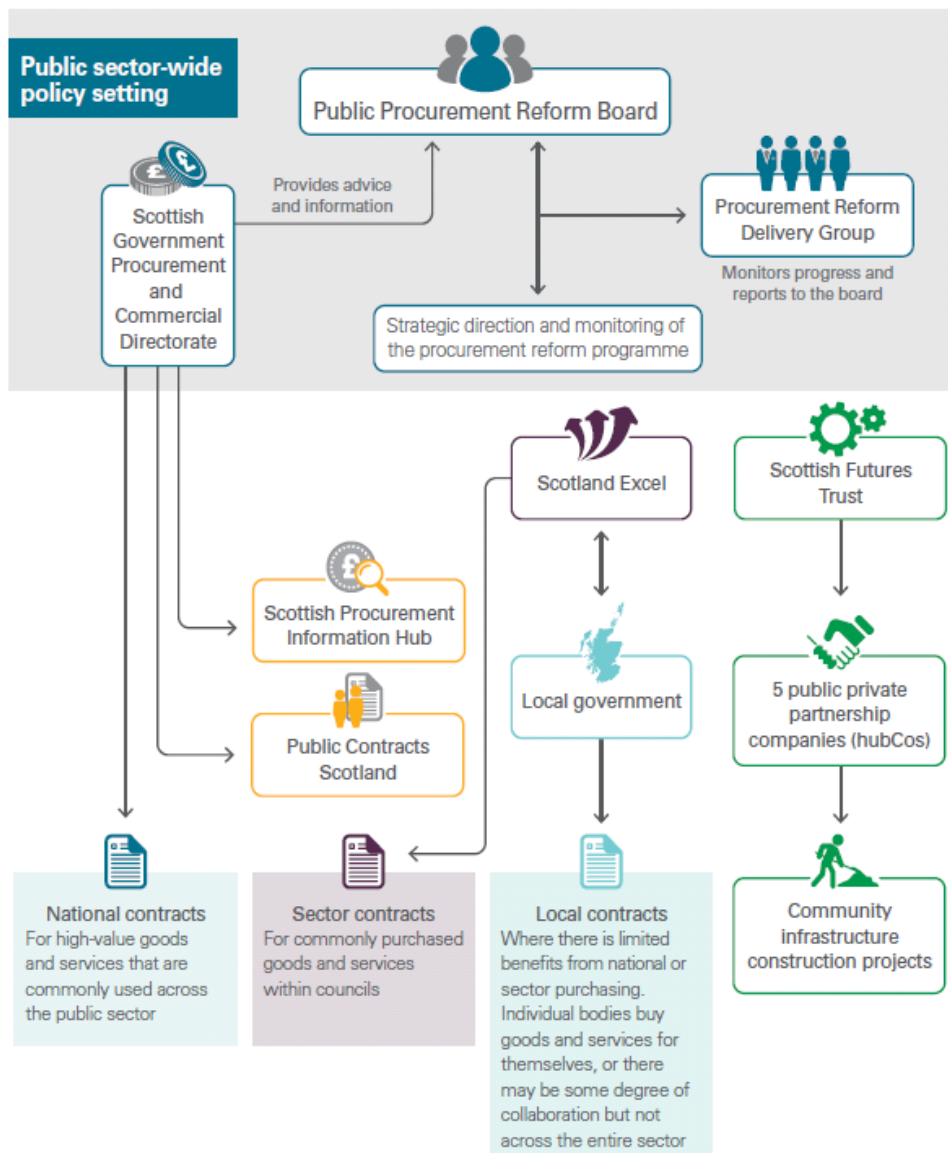 Public sector-wide
policy setting
Public Procurement Reform Board
Provides advice
and information
Scottish
Government
Procurement
and
Commercial
Directorate
Procurement Reform
Delivery Group
Monitors progress and
reports to the board
Strategic direction and monitoring of
the procurement reform programme
Scotland Excel
Scottish Futures
Trust
Scottish Procurement
Information Hub
Local government
5 public private
partnership
companies (hubCos)
Public Contracts
Scotland
National contracts
For high-value goods
and services that are
commonly used across
the public sector
Sector contracts
For commonly purchased
goods and services
within councils
Local contracts
Where there is limited
benefits from national or
sector purchasing.
Individual bodies buy
goods and services for
themselves, or there
may be some degree of
collaboration but not
across the entire sector
Community
infrastructure
construction projects